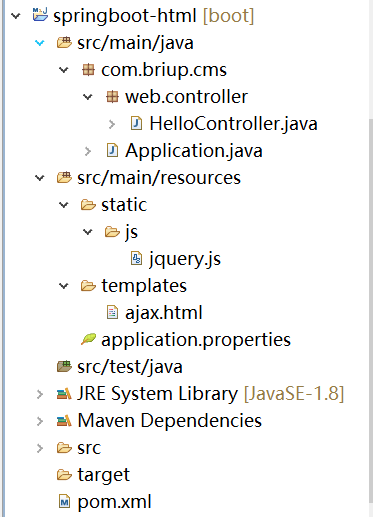 springboot-html [boot]
src/main/java
com.briup.cms
web.controller
HelloController.java
Application.java
src/main/resources
static
js
jquery.js
templates
ajax.html
application.properties
src/test/java
JRE System Library [JavaSE-1.8]
Maven Dependencies
src
target
pom.xml